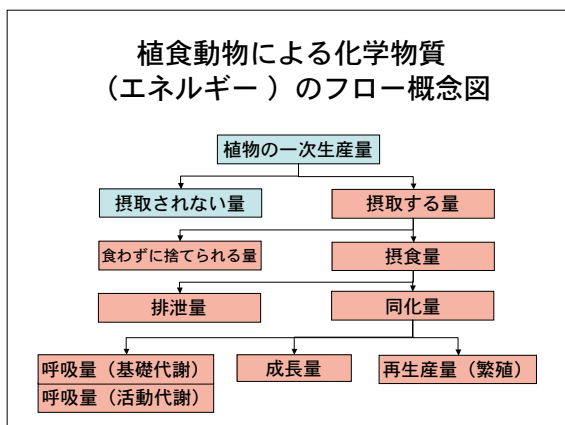 植食動物による化学物質
（エネルギー ）のフロー概念図
植物の一次生産量
摂取されない量
摂取する量
食わずに捨てられる量
摂食量
排泄量
同化量
呼吸量（基礎代謝）
成長量
再生産量（繁殖）
呼吸量（活動代謝）